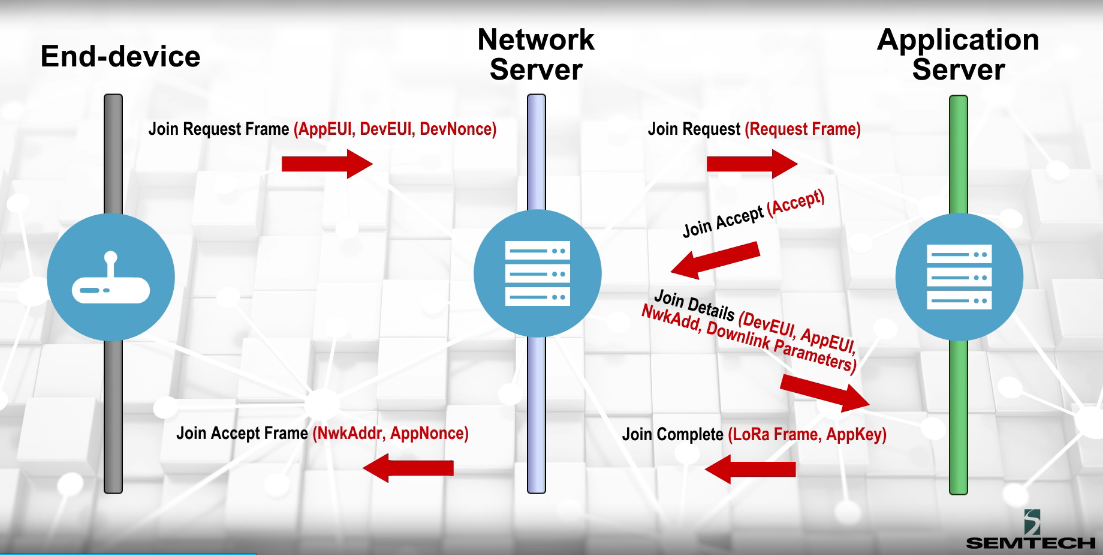 End-device
Network
Server
Application
Server
Join Request Frame (AppEUI, DevEUI, DevNonce)
Join Request (Request Frame)
Join Accept (Accept)
Join Details (DevEUI, AppEUI,
NwkAdd, Downlink Parameters)
Join Accept Frame (NwkAddr, AppNonce)
Join Complete (LoRa Frame, AppKey)
SEMTECH